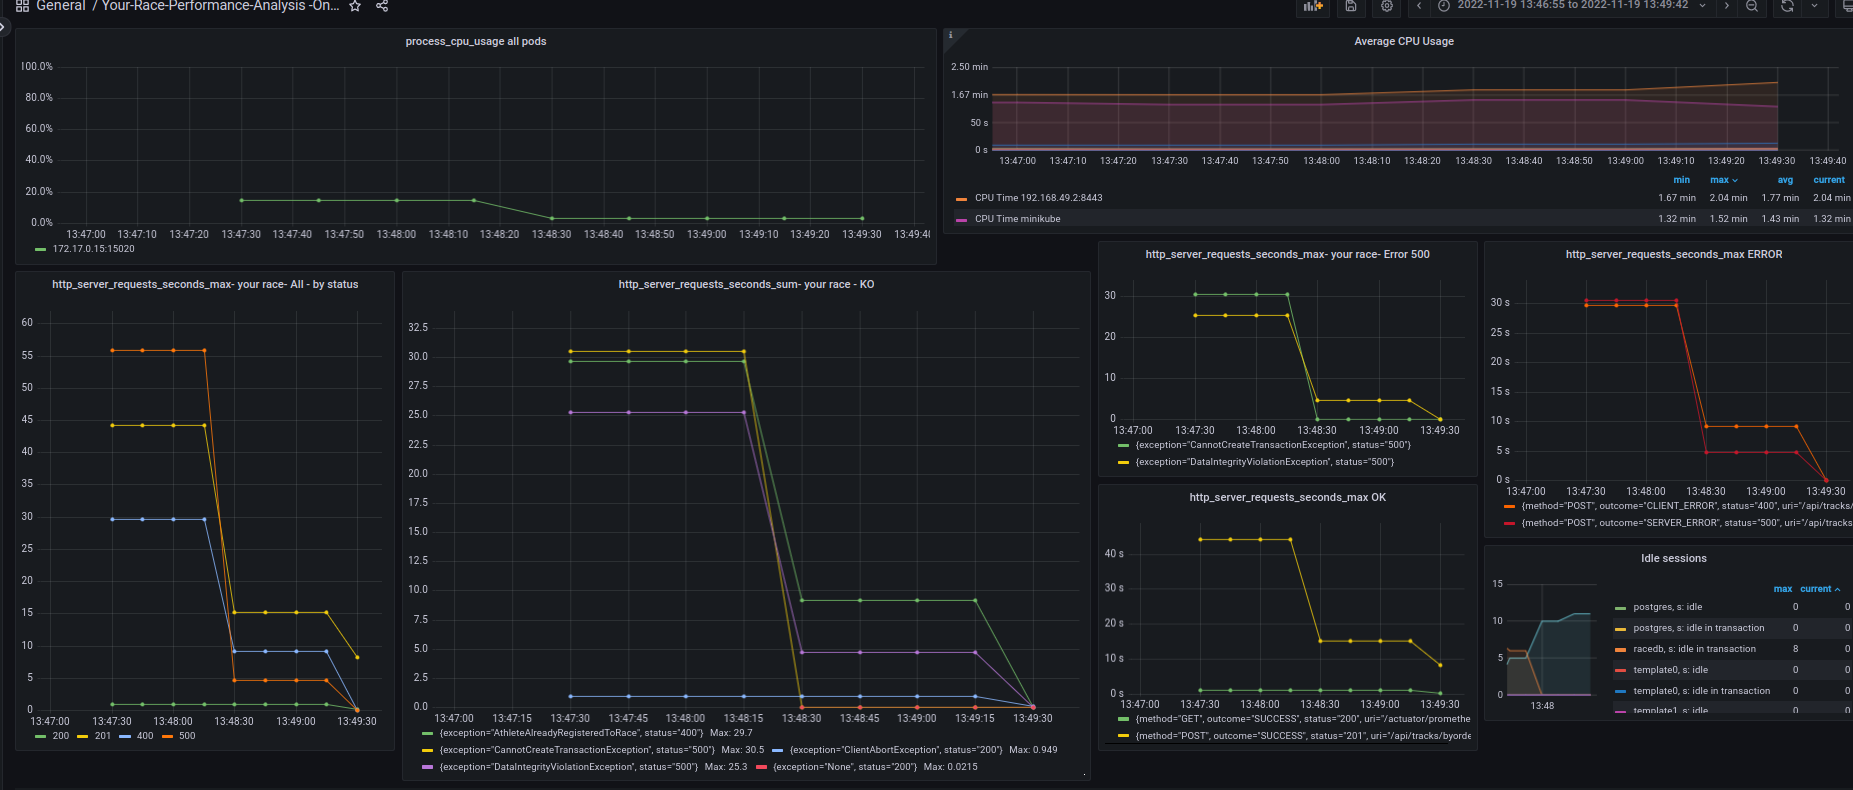 General / Your-Race-Performance-Analysis -On...
2022-11-19 13:46:55 to 2022-11-19 13:49:42
process_cpu_usage all pods
100.0%
80.0%
60.0%
40.0%
20.0%
0.0%
13:47:00 13:47:10 13:47:20 13:47:30 13:47:40 13:47:50 13:48:00 13:48:10 13:48:20 13:48:30 13:48:40 13:48:50 13:49:00 13:49:10 13:49:20 13:49:30 13:49:4
172.17.0.15:15020
i
Average CPU Usage
2.50 min
1.67 min
50 s
0 s
13:47:00 13:47:10 13:47:20 13:47:30 13:47:40 13:47:50 13:48:00 13:48:10 13:48:20 13:48:30 13:48:40 13:48:50 13:49:00 13:49:10 13:49:20 13:49:30 13:49:40
min max avg current
CPU Time 192.168.49.2:8443 1.67 min 2.04 min 1.77 min 2.04 min
CPU Time minikube 1.32 min 1.52 min 1.43 min 1.32 min
http_server_requests_seconds_max- your race- All - by status
60
55
50
45
40
35
30
25
20
15
10
5
0
13:47:00 13:47:30 13:48:00 13:48:30 13:49:00 13:49:30
200 201 400 500
http_server_requests_seconds_sum- your race - KO
32.5
30.0
27.5
25.0
22.5
20.0
17.5
15.0
12.5
10.0
7.5
5.0
2.5
0.0
13:47:00 13:47:15 13:47:30 13:47:45 13:48:00 13:48:15 13:48:30 13:48:45 13:49:00 13:49:15 13:49:30
{exception="AthleteAlreadyRegisteredToRace", status="400"} Max: 29.7
{exception="CannotCreateTransactionException", status="500"} Max: 30.5 {exception="ClientAbortException", status="200"} Max: 0.949
{exception="DataIntegrityViolationException", status="500"} Max: 25.3 {exception="None", status="200"} Max: 0.0215
http_server_requests_seconds_max- your race- Error 500
30
20
10
0
13:47:00 13:47:30 13:48:00 13:48:30 13:49:00 13:49:30
{exception="CannotCreateTransactionException", status="500"}
{exception="DataIntegrityViolationException", status="500"}
http_server_requests_seconds_max OK
40 s
30 s
20 s
10 s
0 s
13:47:00 13:47:30 13:48:00 13:48:30 13:49:00 13:49:30
{method="GET", outcome="SUCCESS", status="200", uri="/actuator/promethe
{method="POST", outcome="SUCCESS", status="201", uri="/api/tracks/byorde
http_server_requests_seconds_max ERROR
30 s
25 s
20 s
15 s
10 s
5 s
0 s
13:47:00 13:47:30 13:48:00 13:48:30 13:49:00 13:49:30
{method="POST", outcome="CLIENT_ERROR", status="400", uri="/api/tracks/
{method="POST", outcome="SERVER_ERROR", status="500", uri="/api/tracks
Idle sessions
15
10
5
0
13:48
max current
postgres, s: idle 0 0
postgres, s: idle in transaction 0 0
racedb, s: idle in transaction 8 0
template0, s: idle 0 0
template0, s: idle in transaction 0 0
template1, s: idle 0 0